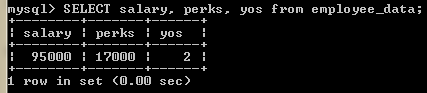 mysql> SELECT salary, perks, yos from employee_data;
+--------+-------+------+
| salary | perks | yos  |
+--------+-------+------+
|  95000 | 17000 |    2 |
+--------+-------+------+
1 row in set (0.00 sec)